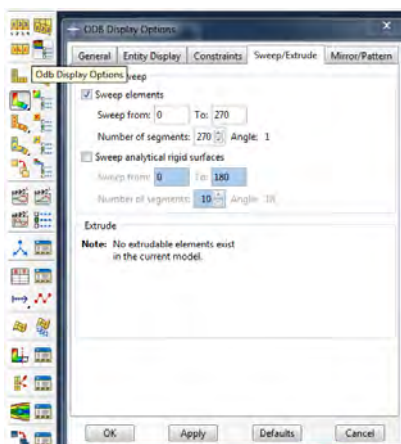 ODB Display Options
General Entity Display Constraints Sweep/Extrude Mirror/Pattern
Odb Display Options
Sweep elements
Sweep from: 0 To: 270
Number of segments: 270 Angle: 1
Sweep analytical rigid surfaces
Sweep from: 0 To: 180
Number of segments: 10 Angle: 18
Extrude
Note: No extrudable elements exist
in the current model.
OK Apply Defaults Cancel